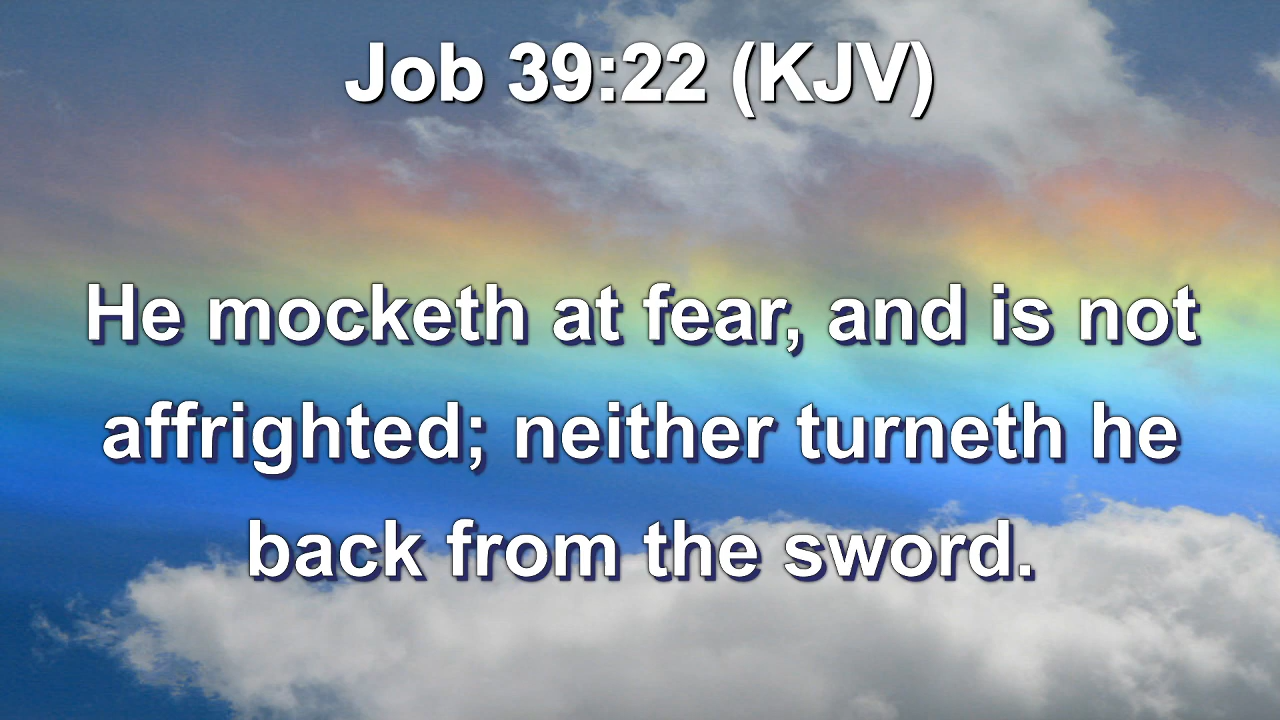 Job 39:22 (KJV)
He mocketh at fear, and is not
affrighted; neither turneth he
back from the sword.